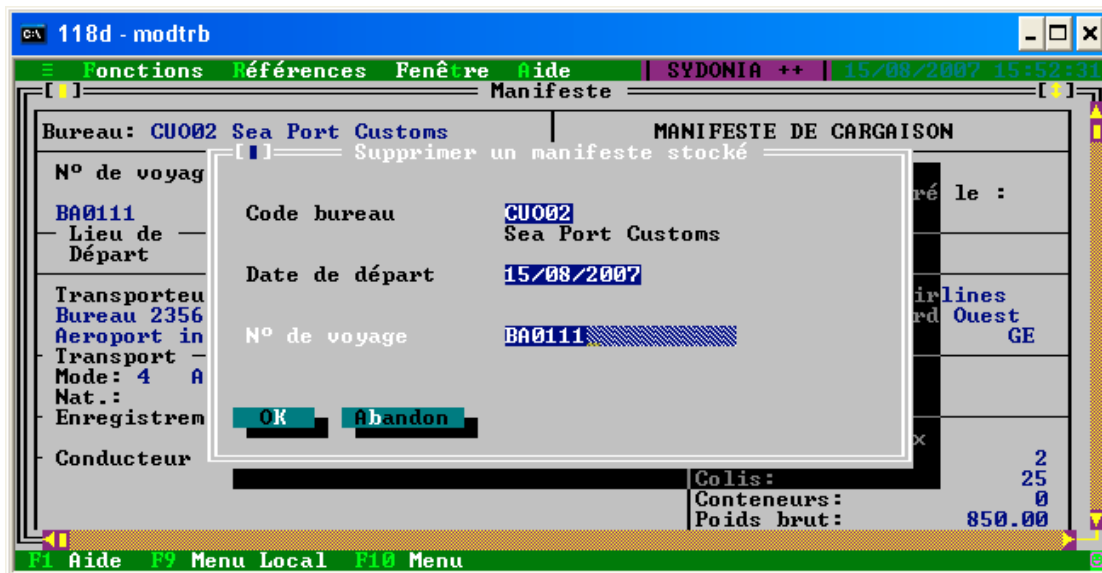 118d - modtrb
Fonctions Références Fenêtre Aide SYDONIA ++ 15/08/2007 15:52:31
Manifeste
Bureau: CUO02 Sea Port Customs MANIFESTE DE CARGAISON
Supprimer un manifeste stocké
Nº de voyag
ré le :
BA0111
Code bureau CUO02
Lieu de
Sea Port Customs
Départ
Date de départ 15/08/2007
Transporteu
irlines
Bureau 2356
rd Ouest
Aeroport in
Nº de voyage BA0111
GE
Transport
Mode: 4 A
Nat.:
Enregistrem
OK Abandon
x
Conducteur
2
Colis: 25
Conteneurs: 0
Poids brut: 850.00
F1 Aide F9 Menu Local F10 Menu